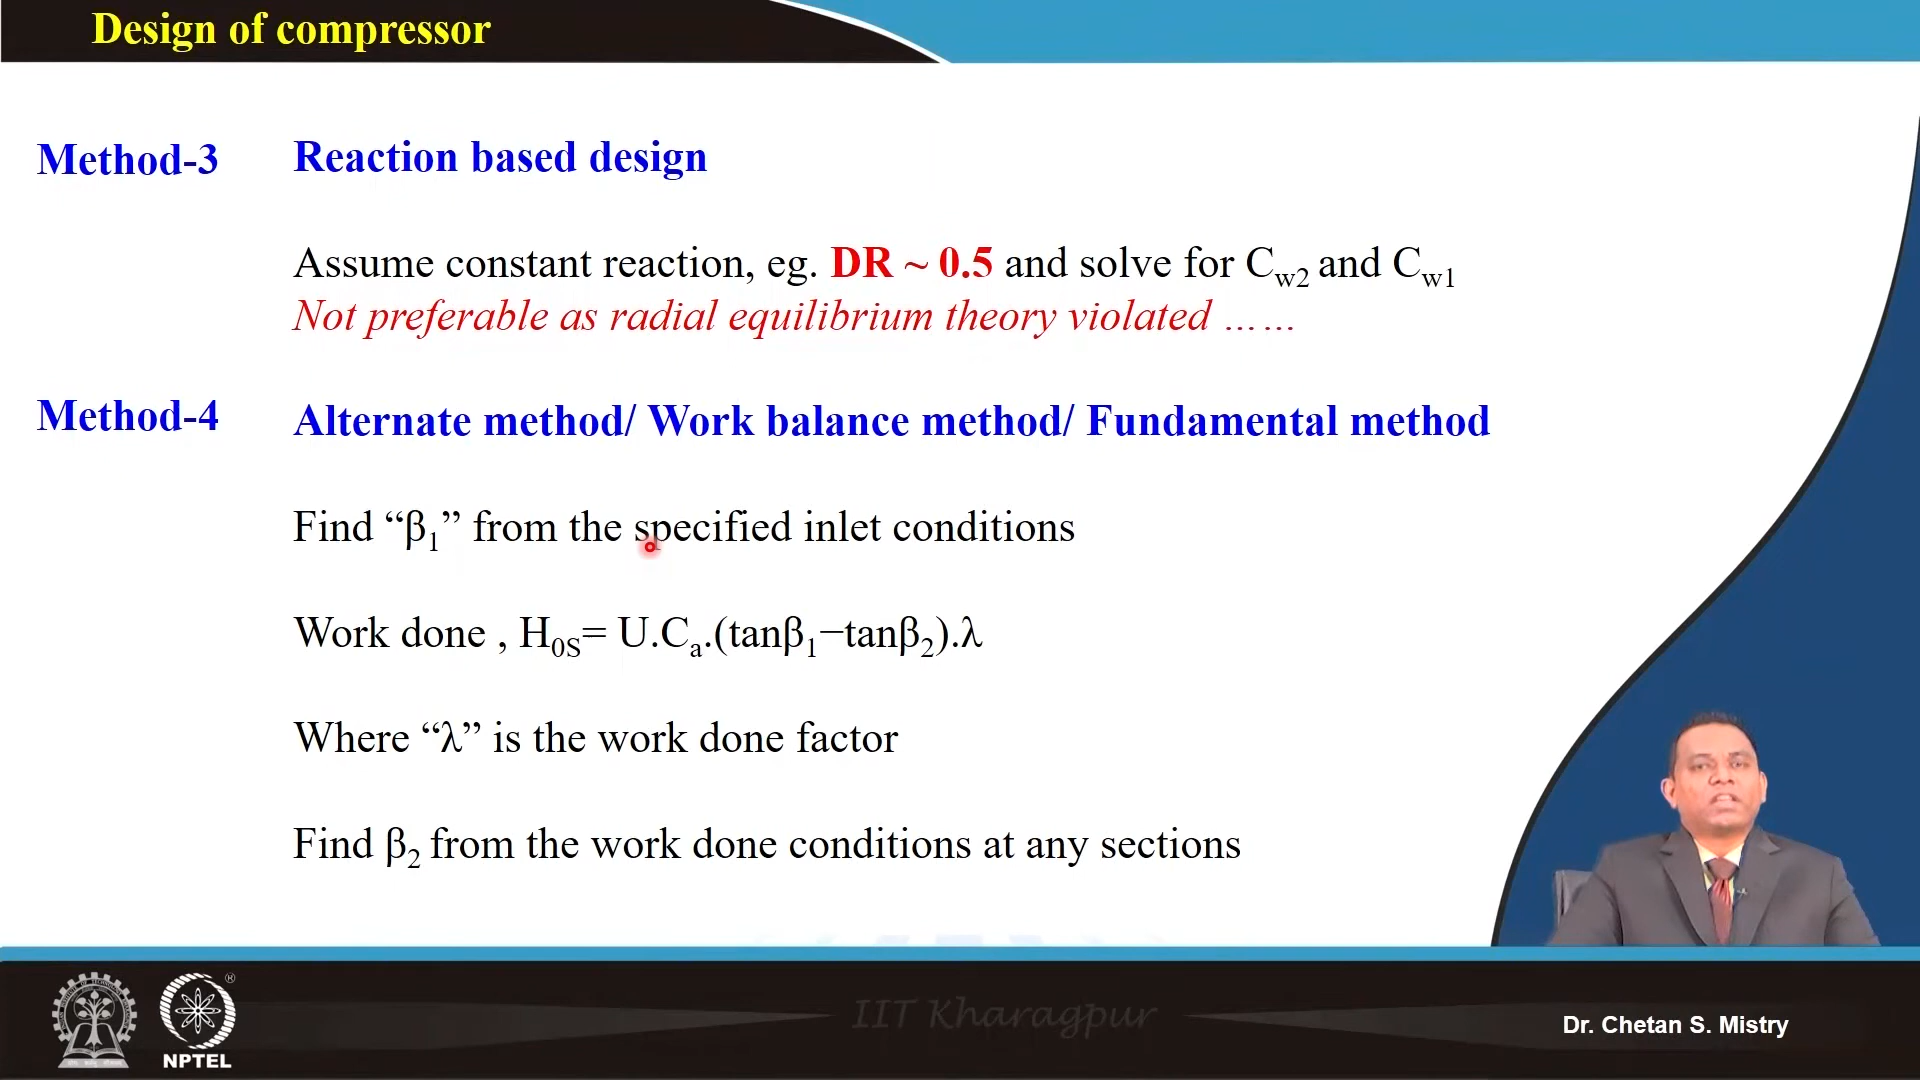 Design of compressor
Method-3 Reaction based design
Assume constant reaction, eg. DR ~ 0.5 and solve for Cw2 and Cw1
Not preferable as radial equilibrium theory violated ……
Method-4 Alternate method/ Work balance method/ Fundamental method
Find “β1” from the specified inlet conditions
Work done , H0S= U.Ca.(tanβ1−tanβ2).λ
Where “λ” is the work done factor
Find β2 from the work done conditions at any sections
IIT Kharagpur
NPTEL
Dr. Chetan S. Mistry